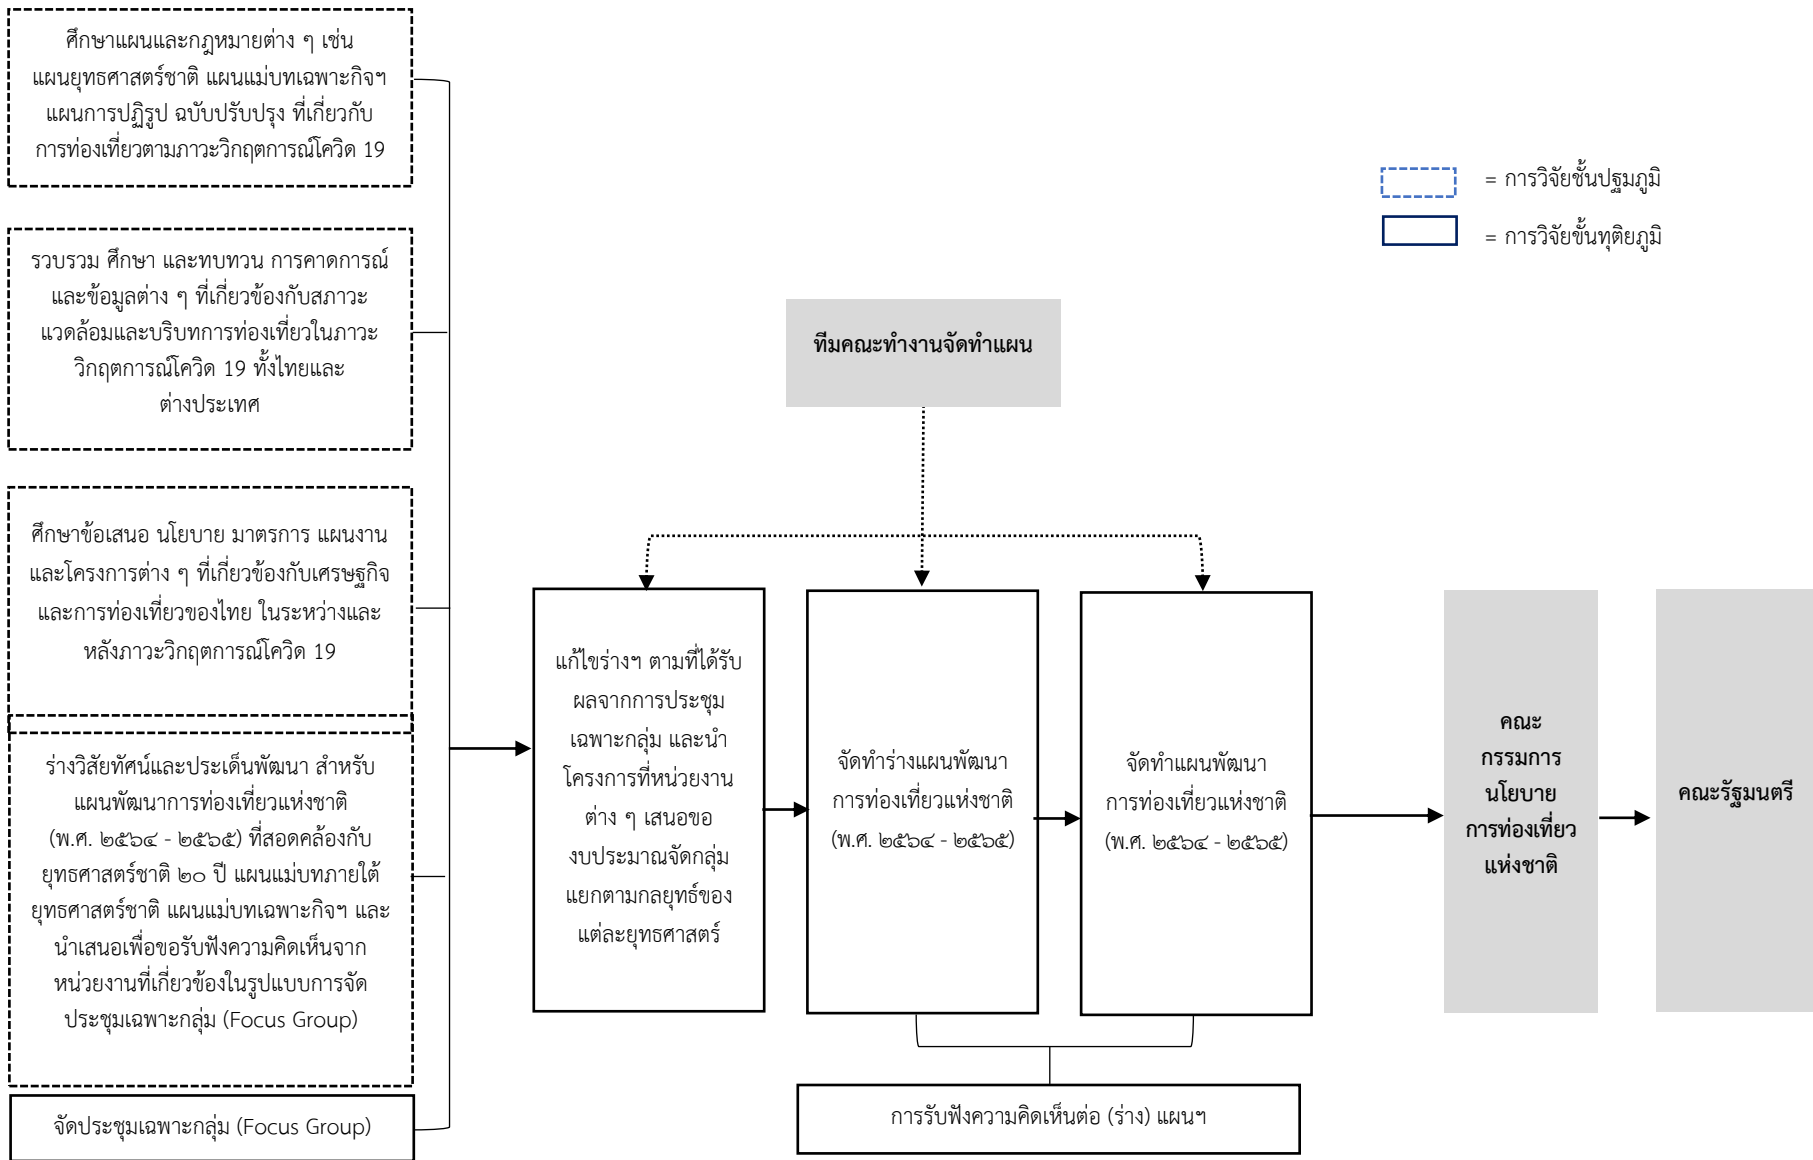 ศึกษาแผนและกฎหมายต่าง ๆ เช่น
แผนยุทธศาสตร์ชาติ แผนแม่บทเฉพาะกิจฯ
แผนการปฏิรูป ฉบับปรับปรุง ที่เกี่ยวกับ
การท่องเที่ยวตามภาวะวิกฤตการณ์โควิด 19
= การวิจัยชั้นปฐมภูมิ
= การวิจัยขั้นทุติยภูมิ
รวบรวม ศึกษา และทบทวน การคาดการณ์
และข้อมูลต่าง ๆ ที่เกี่ยวข้องกับสภาวะ
แวดล้อมและบริบทการท่องเที่ยวในภาวะ
วิกฤตการณ์โควิด 19 ทั้งไทยและ
ต่างประเทศ
ทีมคณะทำงานจัดทำแผน
ศึกษาข้อเสนอ นโยบาย มาตรการ แผนงาน
และโครงการต่าง ๆ ที่เกี่ยวข้องกับเศรษฐกิจ
และการท่องเที่ยวของไทย ในระหว่างและ
หลังภาวะวิกฤตการณ์โควิด 19
ร่างวิสัยทัศน์และประเด็นพัฒนา สำหรับ
แผนพัฒนาการท่องเที่ยวแห่งชาติ
(พ.ศ. ๒๕๖๔ - ๒๕๖๕) ที่สอดคล้องกับ
ยุทธศาสตร์ชาติ ๒๐ ปี แผนแม่บทภายใต้
ยุทธศาสตร์ชาติ แผนแม่บทเฉพาะกิจฯ และ
นำเสนอเพื่อขอรับฟังความคิดเห็นจาก
หน่วยงานที่เกี่ยวข้องในรูปแบบการจัด
ประชุมเฉพาะกลุ่ม (Focus Group)
จัดประชุมเฉพาะกลุ่ม (Focus Group)
แก้ไขร่างฯ ตามที่ได้รับ
ผลจากการประชุม
เฉพาะกลุ่ม และนำ
โครงการที่หน่วยงาน
ต่าง ๆ เสนอขอ
งบประมาณจัดกลุ่ม
แยกตามกลยุทธ์ของ
แต่ละยุทธศาสตร์
จัดทำร่างแผนพัฒนา
การท่องเที่ยวแห่งชาติ
(พ.ศ. ๒๕๖๔ - ๒๕๖๕)
จัดทำแผนพัฒนา
การท่องเที่ยวแห่งชาติ
(พ.ศ. ๒๕๖๔ - ๒๕๖๕)
คณะ
กรรมการ
นโยบาย
การท่องเที่ยว
แห่งชาติ
คณะรัฐมนตรี
การรับฟังความคิดเห็นต่อ (ร่าง) แผนฯ